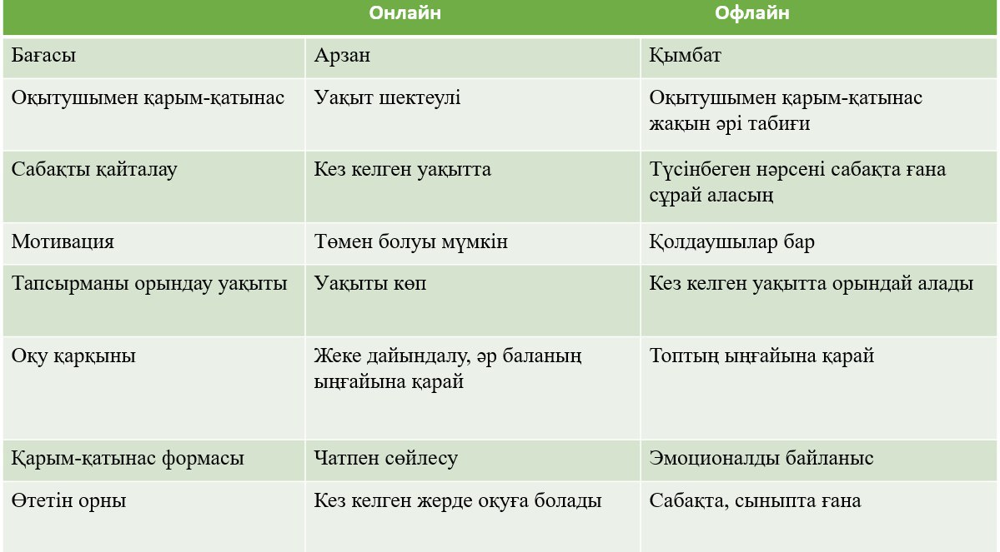 Онлайн Офлайн
Бағасы Арзан Қымбат
Оқытушымен қарым-қатынас Уақыт шектеулі Оқытушымен қарым-қатынас
жақын әрі табиғи
Сабақты қайталау Кез келген уақытта Түсінбеген нәрсені сабақта ғана
сұрай аласың
Мотивация Төмен болуы мүмкін Қолдаушылар бар
Тапсырманы орындау уақыты Уақыты көп Кез келген уақытта орындай алады
Оқу қарқыны Жеке дайындалу, әр баланың Топтың ыңғайына қарай
ыңғайына қарай
Қарым-қатынас формасы Чатпен сөйлесу Эмоционалды байланыс
Өтетін орны Кез келген жерде оқуға болады Сабақта, сыныпта ғана